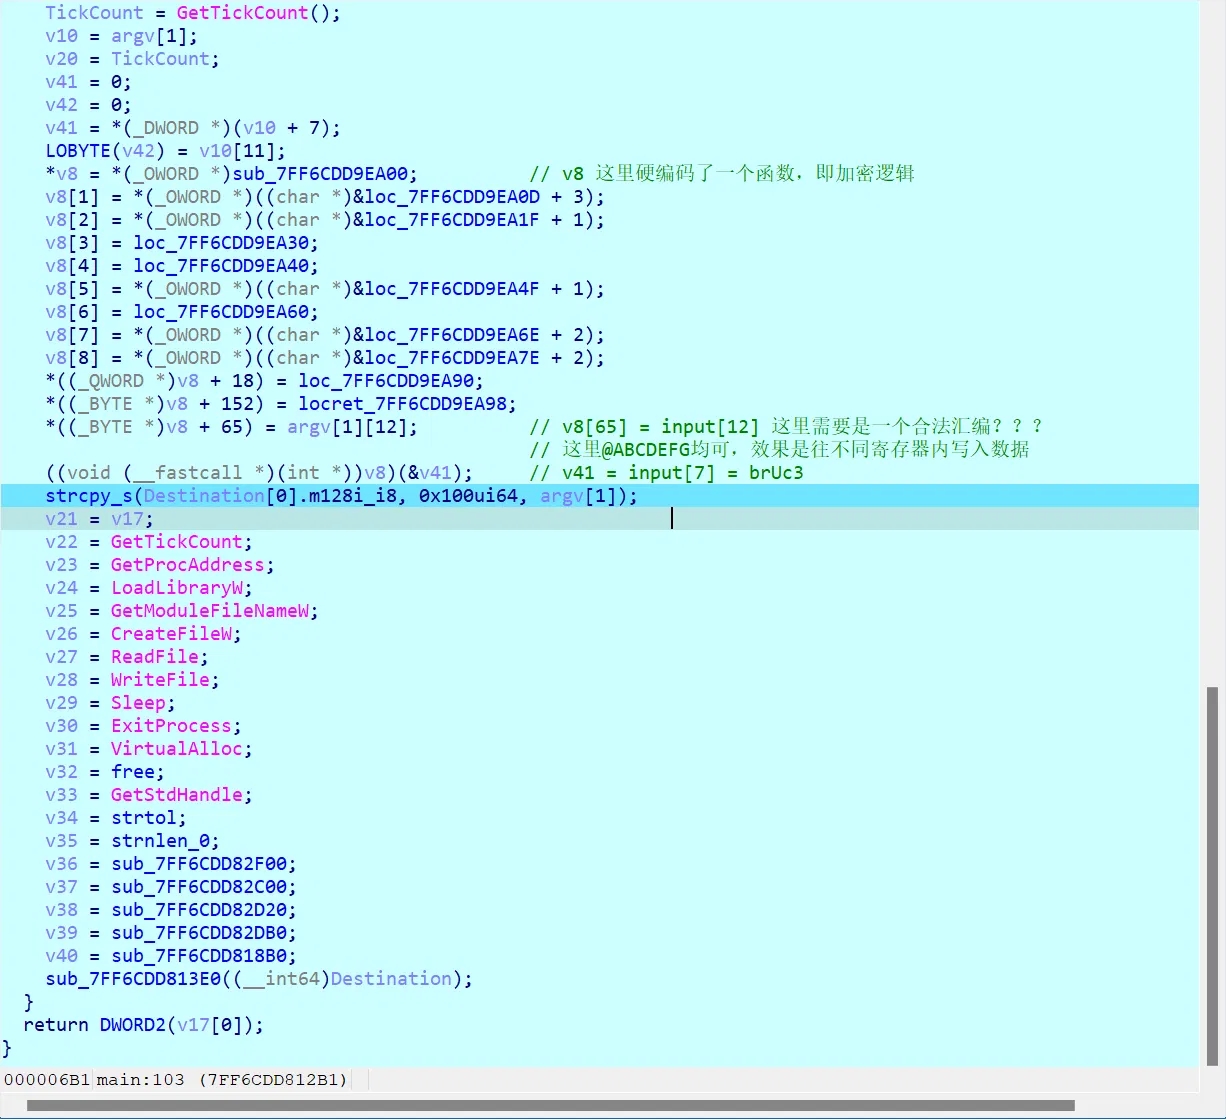 TickCount = GetTickCount();
v10 = argv[1];
v20 = TickCount;
v41 = 0;
v42 = 0;
v41 = *(_DWORD *)(v10 + 7);
LOBYTE(v42) = v10[11];
*v8 = *(_OWORD *)sub_7FF6CDD9EA00; // v8 这里硬编码了一个函数，即加密逻辑
v8[1] = *(_OWORD *)((char *)&loc_7FF6CDD9EA0D + 3);
v8[2] = *(_OWORD *)((char *)&loc_7FF6CDD9EA1F + 1);
v8[3] = loc_7FF6CDD9EA30;
v8[4] = loc_7FF6CDD9EA40;
v8[5] = *(_OWORD *)((char *)&loc_7FF6CDD9EA4F + 1);
v8[6] = loc_7FF6CDD9EA60;
v8[7] = *(_OWORD *)((char *)&loc_7FF6CDD9EA6E + 2);
v8[8] = *(_OWORD *)((char *)&loc_7FF6CDD9EA7E + 2);
*((_QWORD *)v8 + 18) = loc_7FF6CDD9EA90;
*((_BYTE *)v8 + 152) = locret_7FF6CDD9EA98;
*((_BYTE *)v8 + 65) = argv[1][12]; // v8[65] = input[12] 这里需要是一个合法汇编？？？
// 这里@ABCDEFG均可，效果是往不同寄存器内写入数据
((void (__fastcall *)(int *))v8)(&v41); // v41 = input[7] = brUc3
strcpy_s(Destination[0].m128i_i8, 0x100ui64, argv[1]);
v21 = v17;
v22 = GetTickCount;
v23 = GetProcAddress;
v24 = LoadLibraryW;
v25 = GetModuleFileNameW;
v26 = CreateFileW;
v27 = ReadFile;
v28 = WriteFile;
v29 = Sleep;
v30 = ExitProcess;
v31 = VirtualAlloc;
v32 = free;
v33 = GetStdHandle;
v34 = strtol;
v35 = strnlen_0;
v36 = sub_7FF6CDD82F00;
v37 = sub_7FF6CDD82C00;
v38 = sub_7FF6CDD82D20;
v39 = sub_7FF6CDD82DB0;
v40 = sub_7FF6CDD818B0;
sub_7FF6CDD813E0((__int64)Destination);
}
return DWORD2(v17[0]);
}
000006B1 main:103 (7FF6CDD812B1)